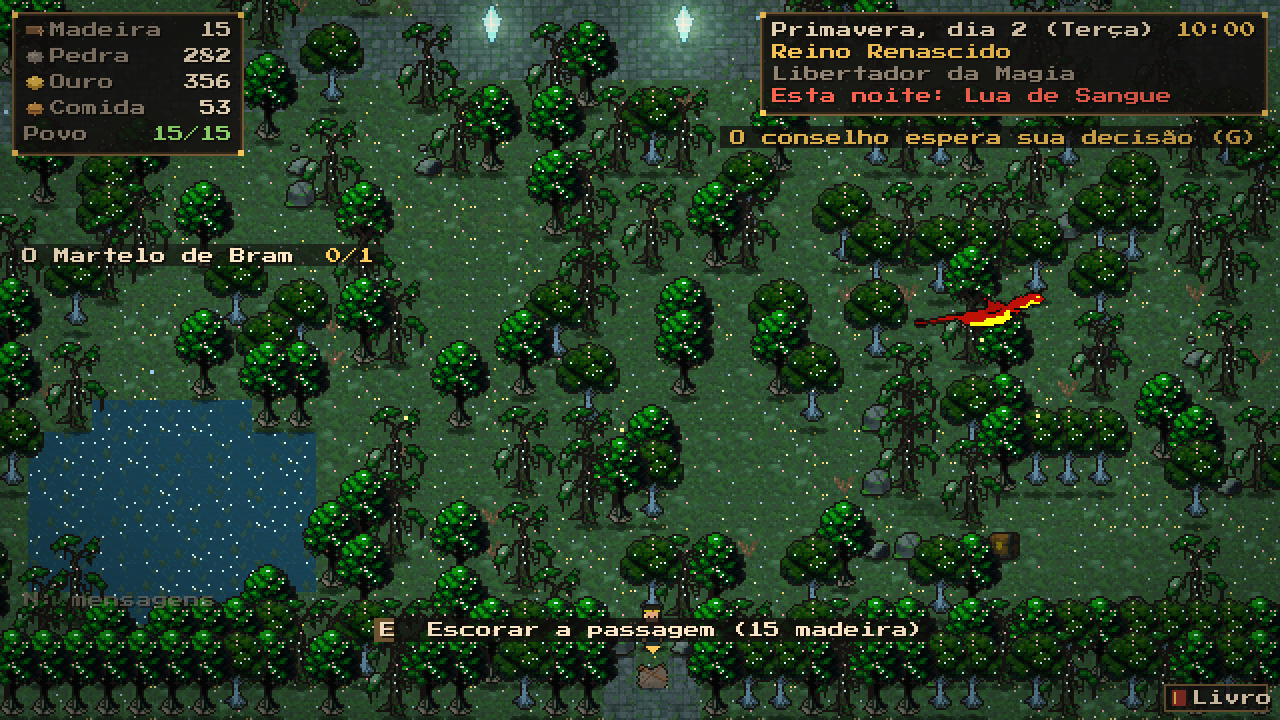 Madeira 15
Pedra 282
Ouro 356
Comida 53
Povo 15/15
Primavera, dia 2 (Terça) 10:00
Reino Renascido
Libertador da Magia
Esta noite: Lua de Sangue
O conselho espera sua decisão (G)
O Martelo de Bram 0/1
N: mensagens
E Escorar a passagem (15 madeira)
Livro